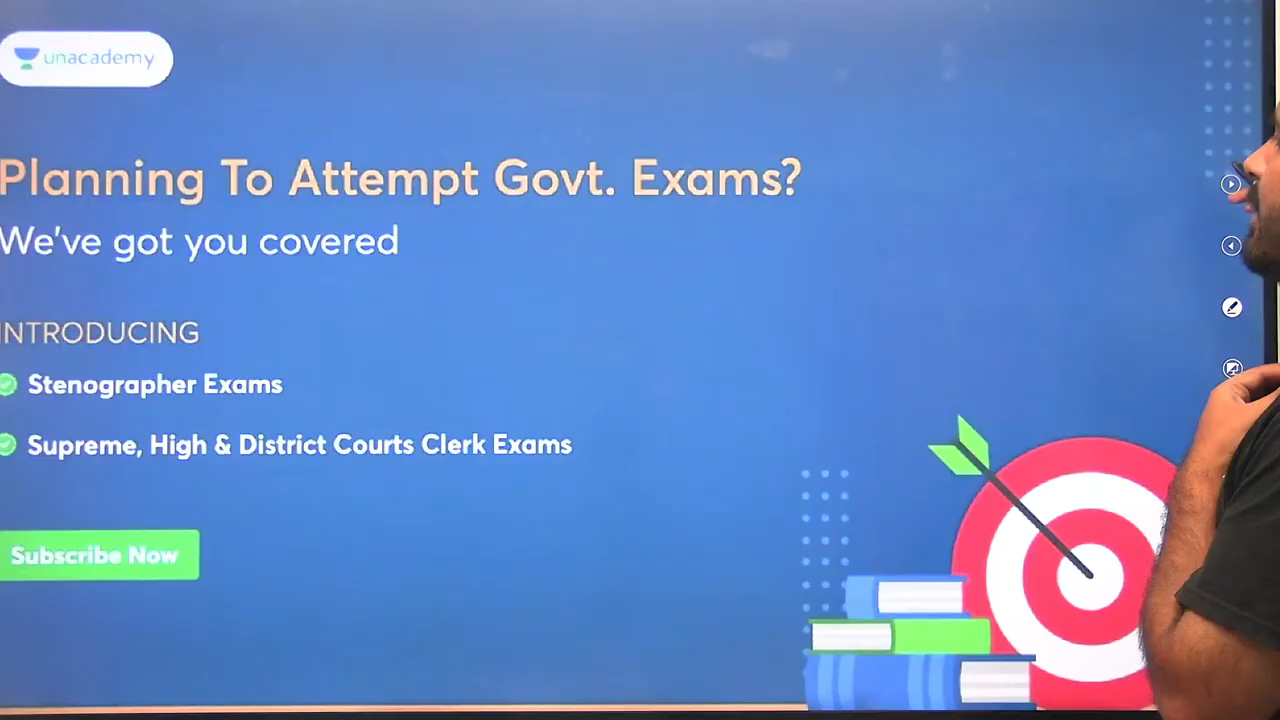 unacademy
Planning To Attempt Govt. Exams?
We've got you covered
INTRODUCING
Stenographer Exams
Supreme, High & District Courts Clerk Exams
Subscribe Now